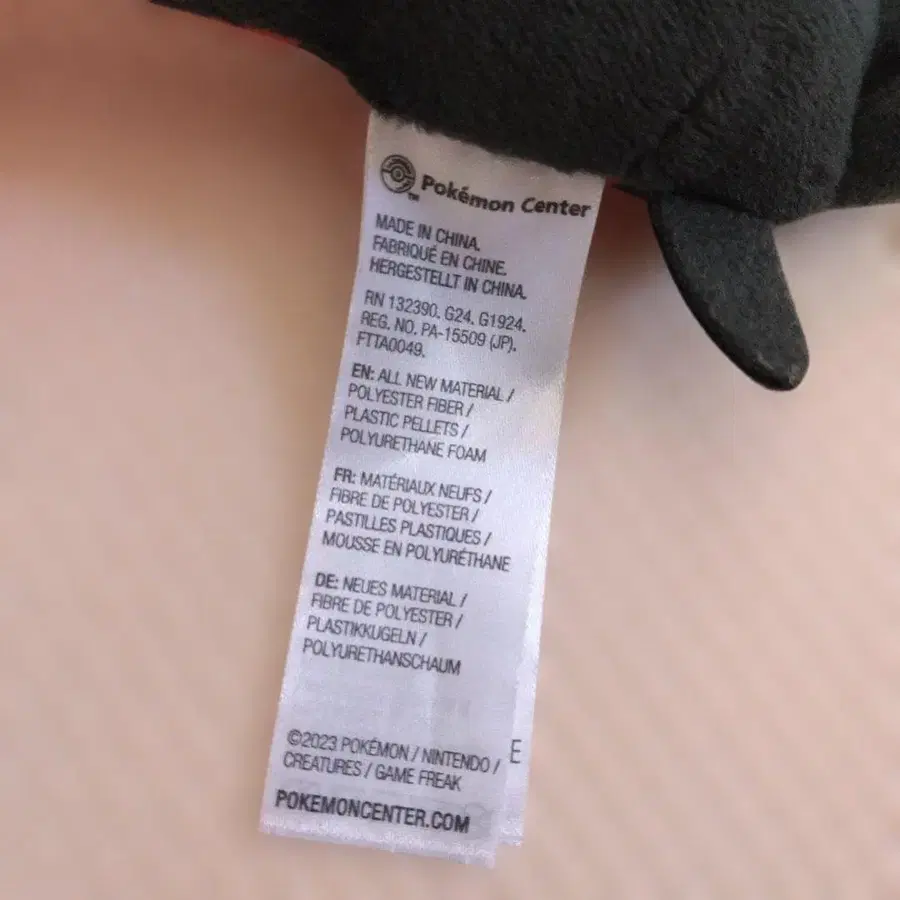 Pokémon Center
TM
MADE IN CHINA.
FABRIQUÉ EN CHINE.
HERGESTELLT IN CHINA.
RN 132390. G24. G1924.
REG. NO. PA-15509 (JP).
FTTA0049.
EN: ALL NEW MATERIAL /
POLYESTER FIBER /
PLASTIC PELLETS /
POLYURETHANE FOAM
FR: MATÉRIAUX NEUFS /
FIBRE DE POLYESTER /
PASTILLES PLASTIQUES /
MOUSSE EN POLYURÉTHANE
DE: NEUES MATERIAL /
FIBRE DE POLYESTER /
PLASTIKKUGELN /
POLYURETHANSCHAUM
©2023 POKÉMON / NINTENDO /
CREATURES / GAME FREAK
POKEMONCENTER.COM
E